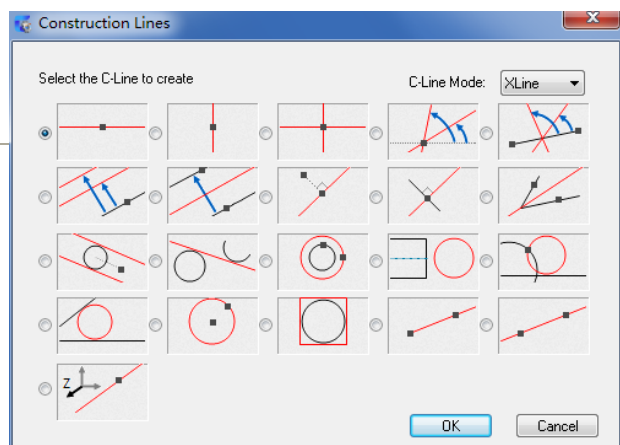 Construction Lines
Select the C-Line to create
C-Line Mode: XLine
Z
OK Cancel